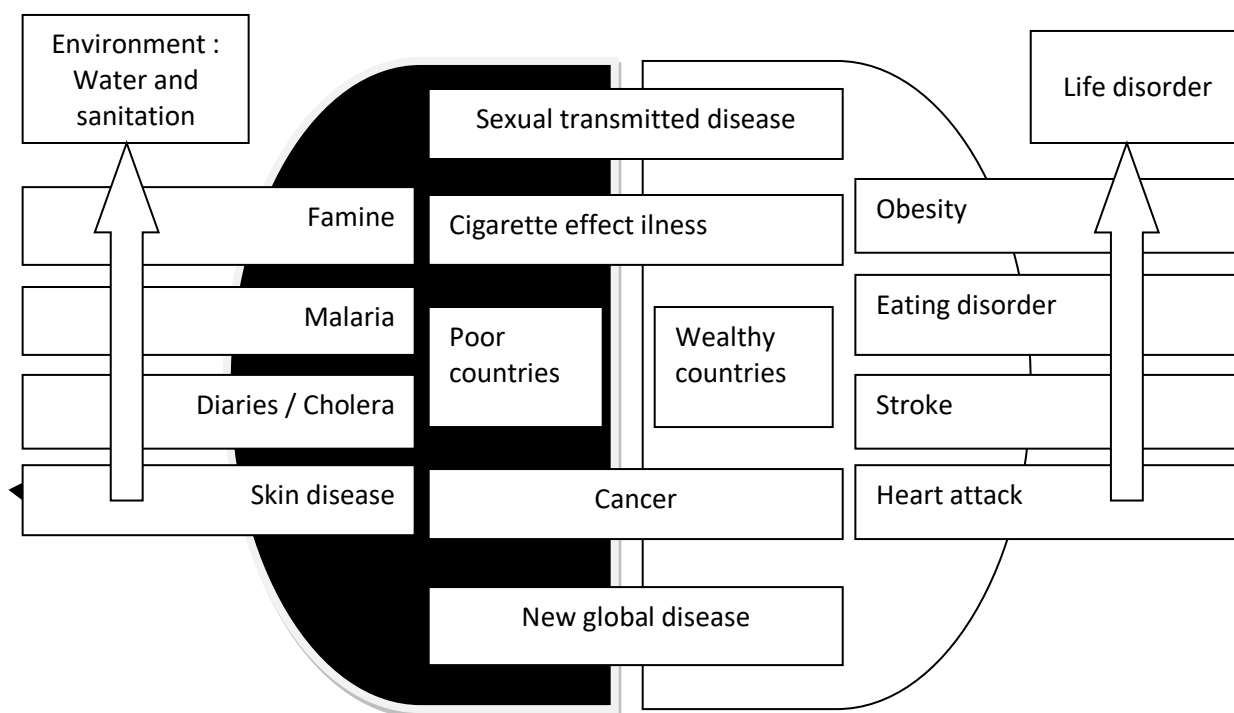 Environment :
Water and
sanitation
Life disorder
Sexual transmitted disease
Famine
Cigarette effect ilness
Obesity
Malaria
Poor
countries
Wealthy
countries
Eating disorder
Diaries / Cholera
Stroke
Skin disease
Cancer
Heart attack
New global disease